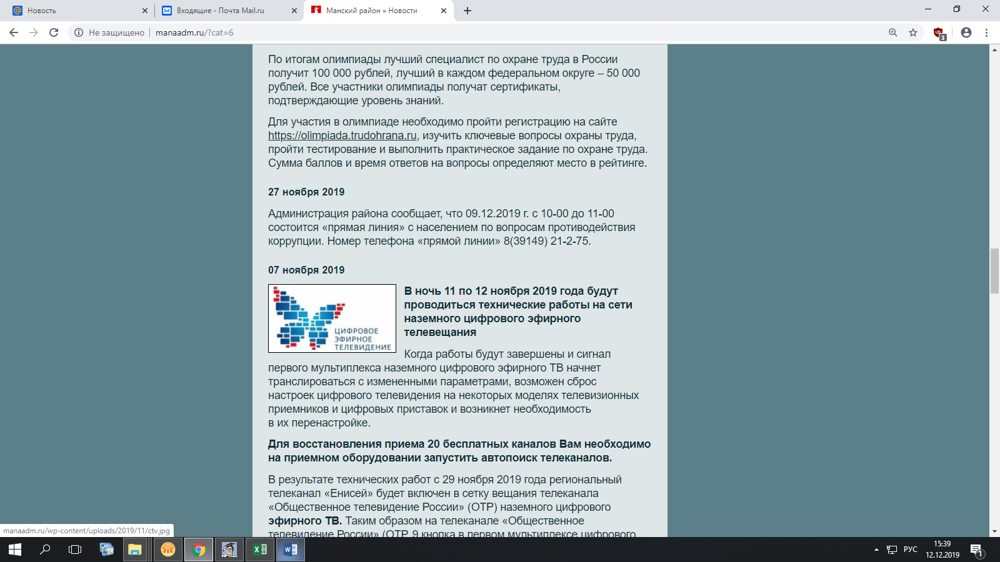 Новость
Входящие - Почта Mail.ru
Манский район » Новости
Не защищено
manaadm.ru/?cat=6
3
По итогам олимпиады лучший специалист по охране труда в России
получит 100 000 рублей, лучший в каждом федеральном округе – 50 000
рублей. Все участники олимпиады получат сертификаты,
подтверждающие уровень знаний.
Для участия в олимпиаде необходимо пройти регистрацию на сайте
https://olimpiada.trudohrana.ru, изучить ключевые вопросы охраны труда,
пройти тестирование и выполнить практическое задание по охране труда.
Сумма баллов и время ответов на вопросы определяют место в рейтинге.
27 ноября 2019
Администрация района сообщает, что 09.12.2019 г. с 10-00 до 11-00
состоится «прямая линия» с населением по вопросам противодействия
коррупции. Номер телефона «прямой линии» 8(39149) 21-2-75.
07 ноября 2019
ЦИФРОВОЕ
ЭФИРНОЕ
ТЕЛЕВИДЕНИЕ
В ночь 11 по 12 ноября 2019 года будут
проводиться технические работы на сети
наземного цифрового эфирного
телевещания
Когда работы будут завершены и сигнал
первого мультиплекса наземного цифрового эфирного ТВ начнет
транслироваться с измененными параметрами, возможен сброс
настроек цифрового телевидения на некоторых моделях телевизионных
приемников и цифровых приставок и возникнет необходимость
в их перенастройке.
Для восстановления приема 20 бесплатных каналов Вам необходимо
на приемном оборудовании запустить автопоиск телеканалов.
В результате технических работ с 29 ноября 2019 года региональный
телеканал «Енисей» будет включен в сетку вещания телеканала
«Общественное телевидение России» (ОТР) наземного цифрового
эфирного ТВ. Таким образом на телеканале «Общественное
телевидение России» (ОТР, 9 кнопка в первом мультиплексе цифрового
manaadm.ru/wp-content/uploads/2019/11/ctv.jpg
РУС
15:39
12.12.2019
1